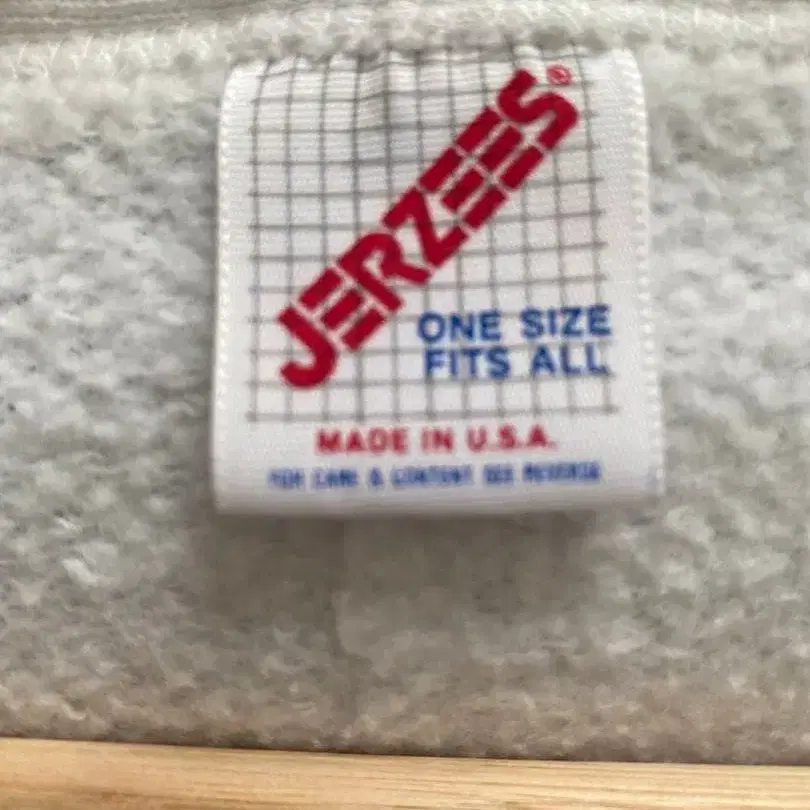 JERZEES®
ONE SIZE
FITS ALL
MADE IN U.S.A.
FOR CARE & CONTENT SEE REVERSE